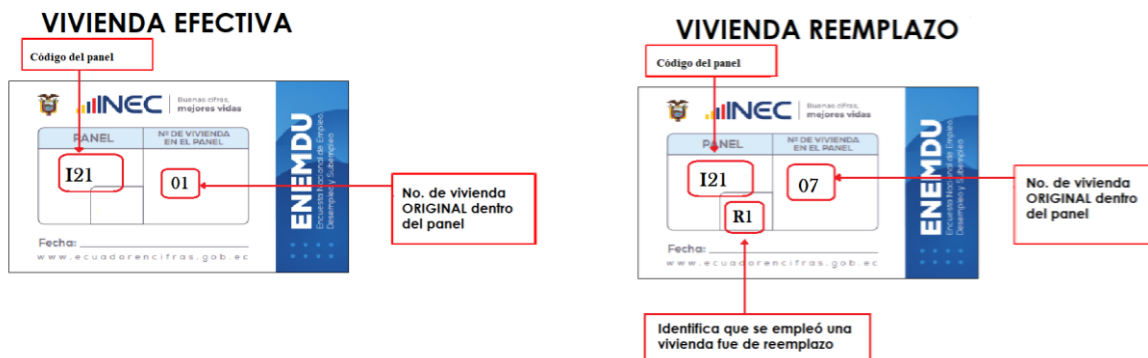 VIVIENDA EFECTIVA
Código del panel
INEC
Buenas cifras,
mejores vidas
PANEL
Nº DE VIVIENDA
EN EL PANEL
I21
01
Fecha:
www.ecuadorencifras.gob.ec
ENEMDU
Encuesta Nacional de Empleo
Desempleo y Subempleo
No. de vivienda
ORIGINAL dentro
del panel
VIVIENDA REEMPLAZO
Código del panel
INEC
Buenas cifras,
mejores vidas
PANEL
Nº DE VIVIENDA
EN EL PANEL
I21
07
R1
Fecha:
www.ecuadorencifras.gob.ec
ENEMDU
Encuesta Nacional de Empleo
Desempleo y Subempleo
No. de vivienda
ORIGINAL dentro
del panel
Identifica que se empleó una
vivienda fue de reemplazo